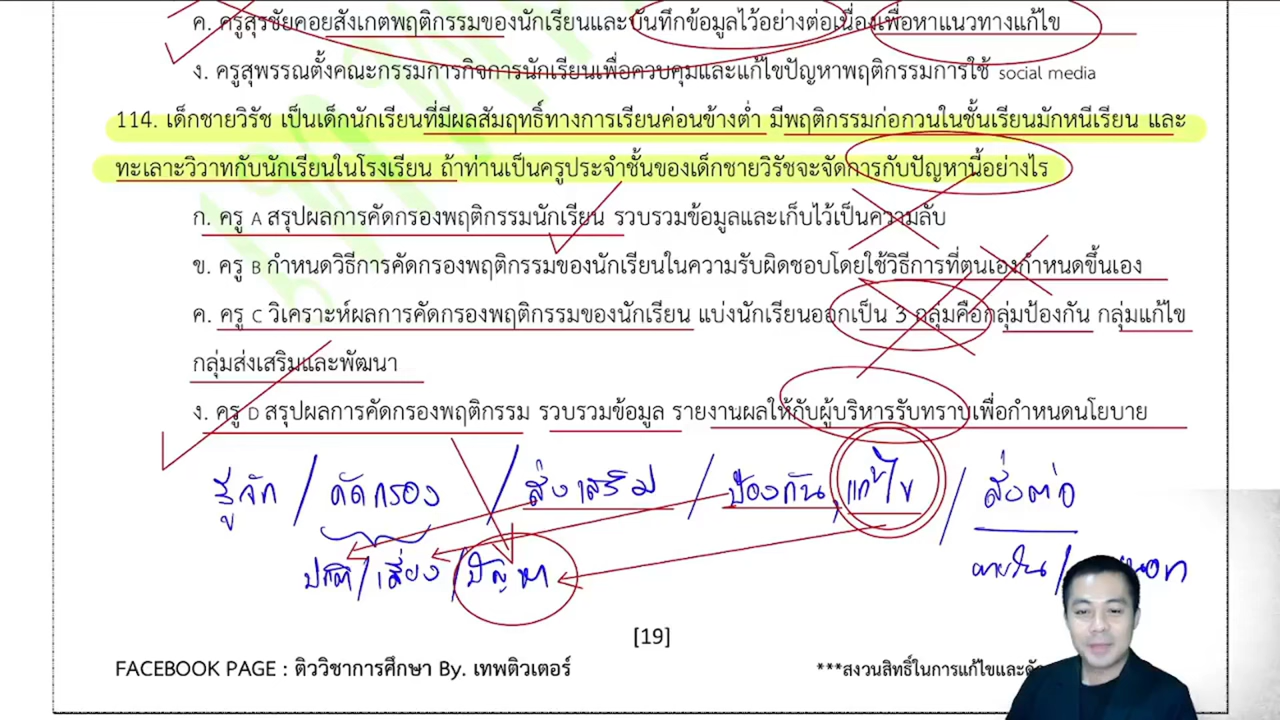 ค. ครูสุรชัยคอยสังเกตพฤติกรรมของนักเรียนและบันทึกข้อมูลไว้อย่างต่อเนื่องเพื่อหาแนวทางแก้ไข
ง. ครูสุพรรณตั้งคณะกรรมการกิจการนักเรียนเพื่อควบคุมและแก้ไขปัญหาพฤติกรรมการใช้ social media
114. เด็กชายวิรัช เป็นเด็กนักเรียนที่มีผลสัมฤทธิ์ทางการเรียนค่อนข้างต่ำ มีพฤติกรรมก่อกวนในชั้นเรียนมักหนีเรียน และ
ทะเลาะวิวาทกับนักเรียนในโรงเรียน ถ้าท่านเป็นครูประจำชั้นของเด็กชายวิรัชจะจัดการกับปัญหานี้อย่างไร
ก. ครู A สรุปผลการคัดกรองพฤติกรรมนักเรียน รวบรวมข้อมูลและเก็บไว้เป็นความลับ
ข. ครู B กำหนดวิธีการคัดกรองพฤติกรรมของนักเรียนในความรับผิดชอบโดยใช้วิธีการที่ตนเองกำหนดขึ้นเอง
ค. ครู C วิเคราะห์ผลการคัดกรองพฤติกรรมของนักเรียน แบ่งนักเรียนออกเป็น 3 กลุ่มคือกลุ่มป้องกัน กลุ่มแก้ไข
กลุ่มส่งเสริมและพัฒนา
ง. ครู D สรุปผลการคัดกรองพฤติกรรม รวบรวมข้อมูล รายงานผลให้กับผู้บริหารรับทราบเพื่อกำหนดนโยบาย
รู้จัก / คัดกรอง / ส่งเสริม / ป้องกัน, แก้ไข / ส่งต่อ
ปกติ / เสี่ยง / ปัญหา ภายใน /
[19]
FACEBOOK PAGE : ติววิชาการศึกษา By. เทพติวเตอร์ ***สงวนสิทธิ์ในการแก้ไขและ